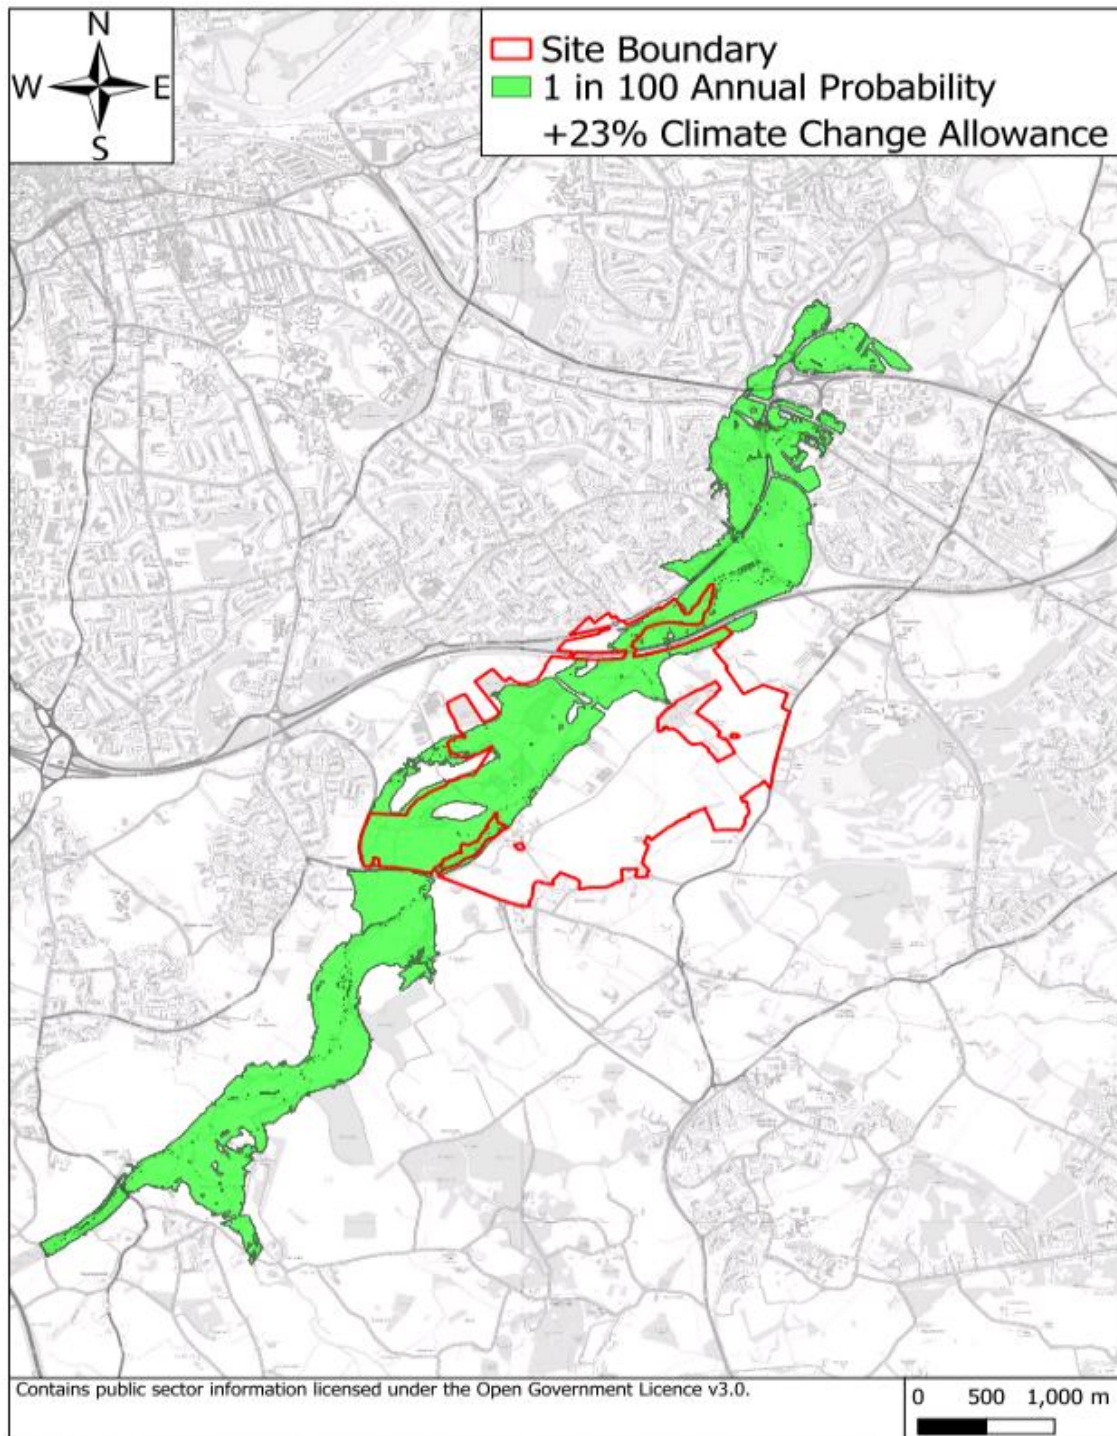 N
W E
S
Site Boundary
1 in 100 Annual Probability
+23% Climate Change Allowance
Contains public sector information licensed under the Open Government Licence v3.0.
0 500 1,000 m